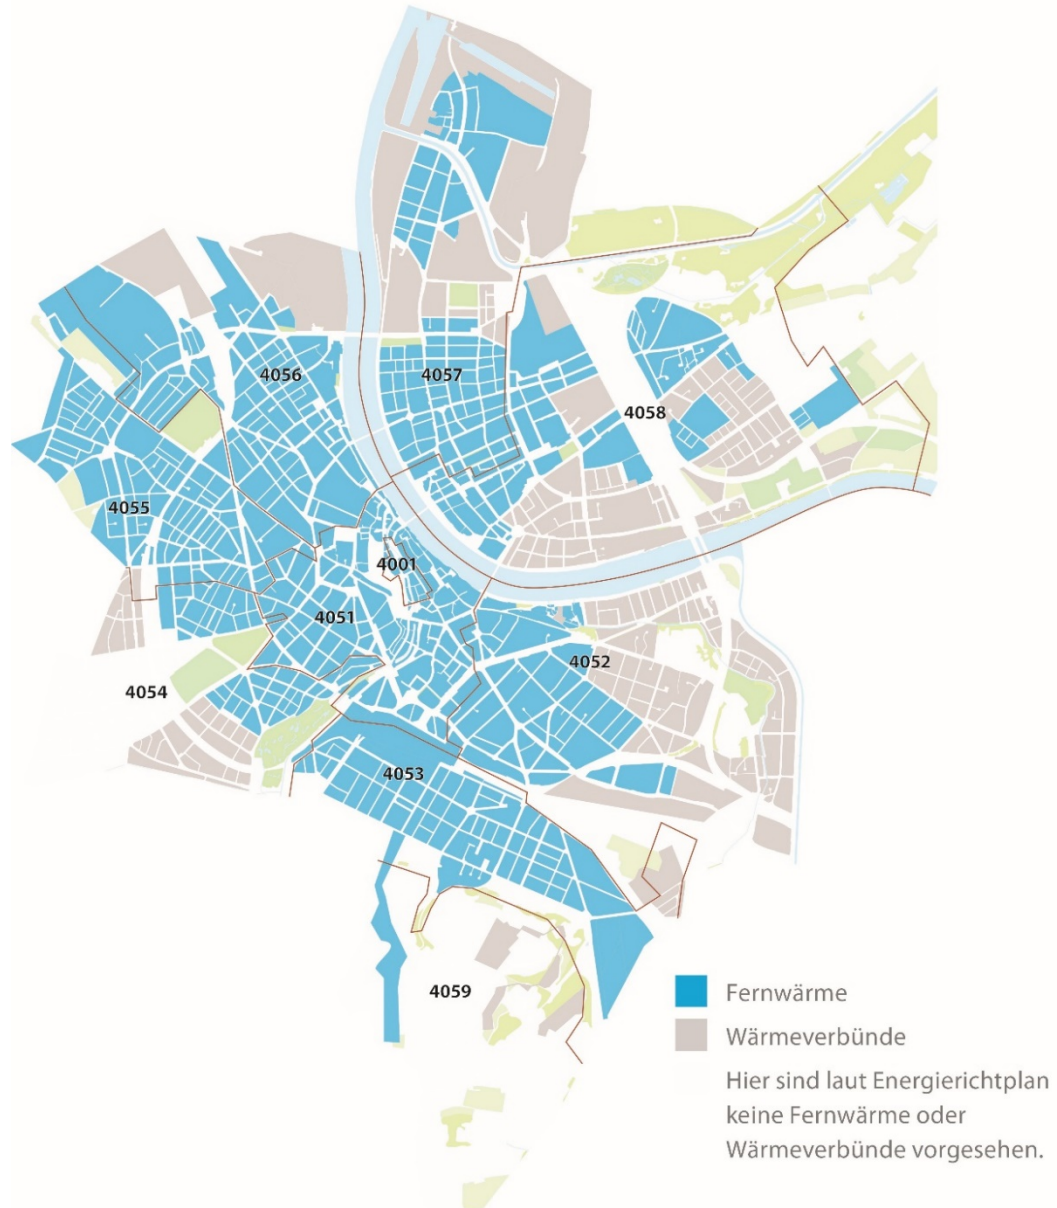 4056
4057
4058
4055
4001
4051
4052
4054
4053
4059
Fernwärme
Wärmeverbünde
Hier sind laut Energierichtplan
keine Fernwärme oder
Wärmeverbünde vorgesehen.